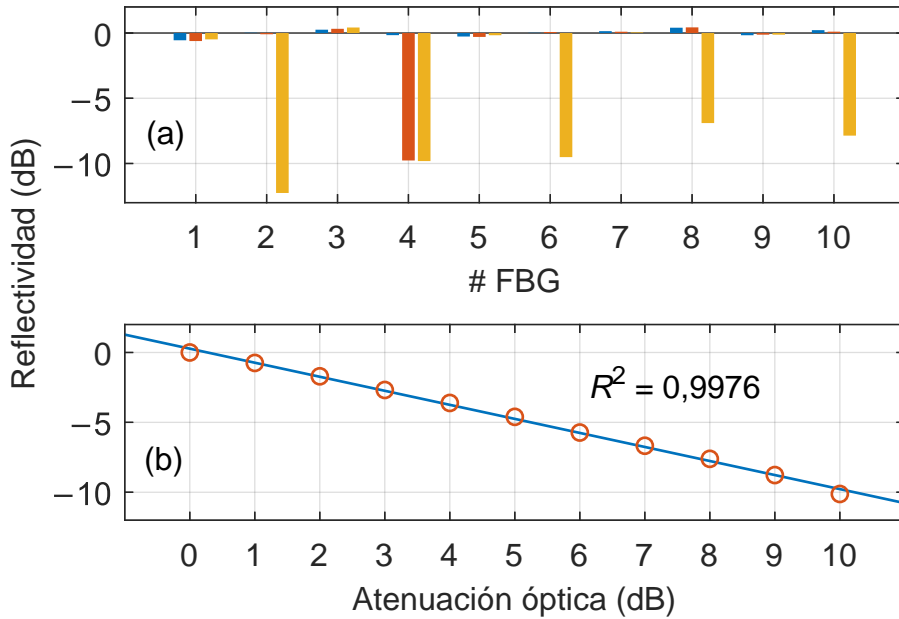 Reflectividad (dB)
0
−5
−10
(a)
1 2 3 4 5 6 7 8 9 10
# FBG
0
−5
−10
(b)
R² = 0,9976
0 1 2 3 4 5 6 7 8 9 10
Atenuación óptica (dB)